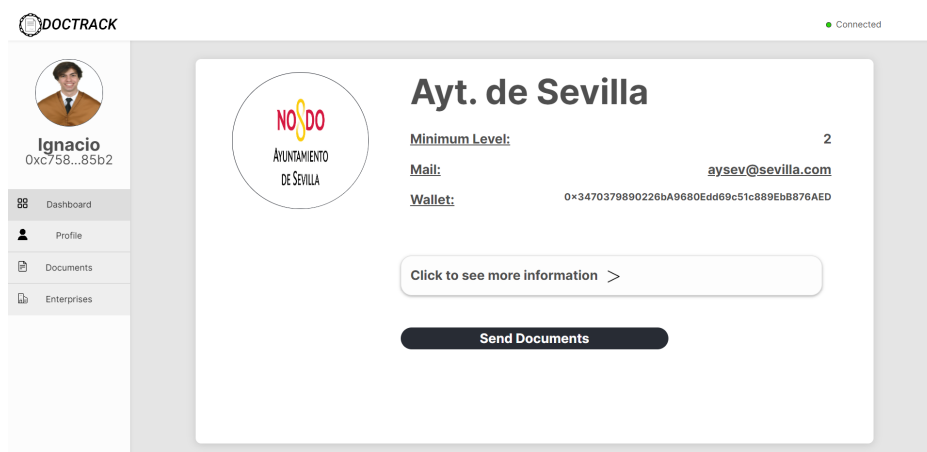 DOCTRACK
Connected
Ignacio
0xc758...85b2
Dashboard
Profile
Documents
Enterprises
NO8DO
AYUNTAMIENTO
DE SEVILLA
Ayt. de Sevilla
Minimum Level: 2
Mail: aysev@sevilla.com
Wallet: 0x3470379890226bA9680Edd69c51c889EbB876AED
Click to see more information >
Send Documents